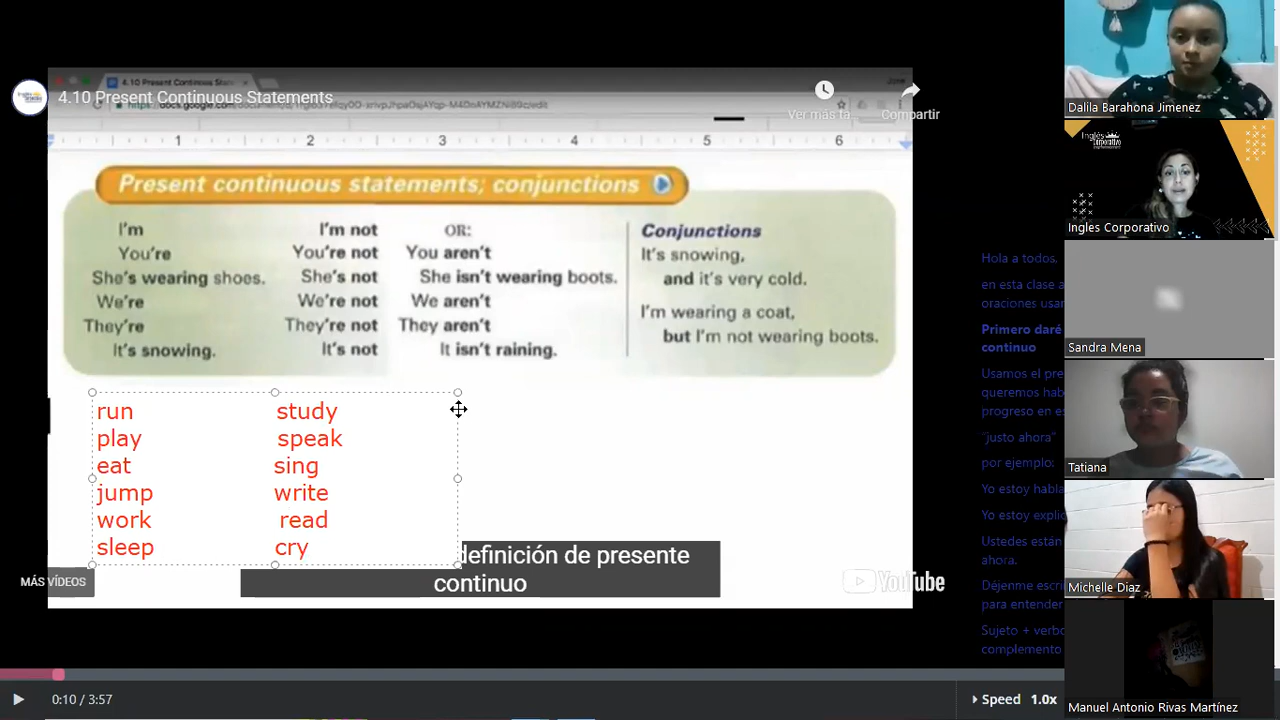 4.10 Present Continuous Statements
Ver más ta
Compartir
1 2 3 4 5 6
Present continuous statements; conjunctions
I'm I'm not OR: Conjunctions
You're You're not You aren't It's snowing,
She's wearing shoes. She's not She isn't wearing boots. and it's very cold.
We're We're not We aren't I'm wearing a coat,
They're They're not They aren't but I'm not wearing boots.
It's snowing. It's not It isn't raining.
run study
play speak
eat sing
jump write
work read
sleep cry
definición de presente
continuo
MÁS VÍDEOS
YouTube
0:10 / 3:57
Speed 1.0x
Hola a todos,
en esta clase a
oraciones usar
Primero daré
continuo
Usamos el pre
queremos hab
progreso en es
"justo ahora"
por ejemplo:
Yo estoy habla
Yo estoy explic
Ustedes están
ahora.
Déjenme escri
para entender
Sujeto + verbo
complemento
Dalila Barahona Jimenez
Inglés
Corporativo
Ingles Corporativo
Sandra Mena
Tatiana
Michelle Diaz
Manuel Antonio Rivas Martínez